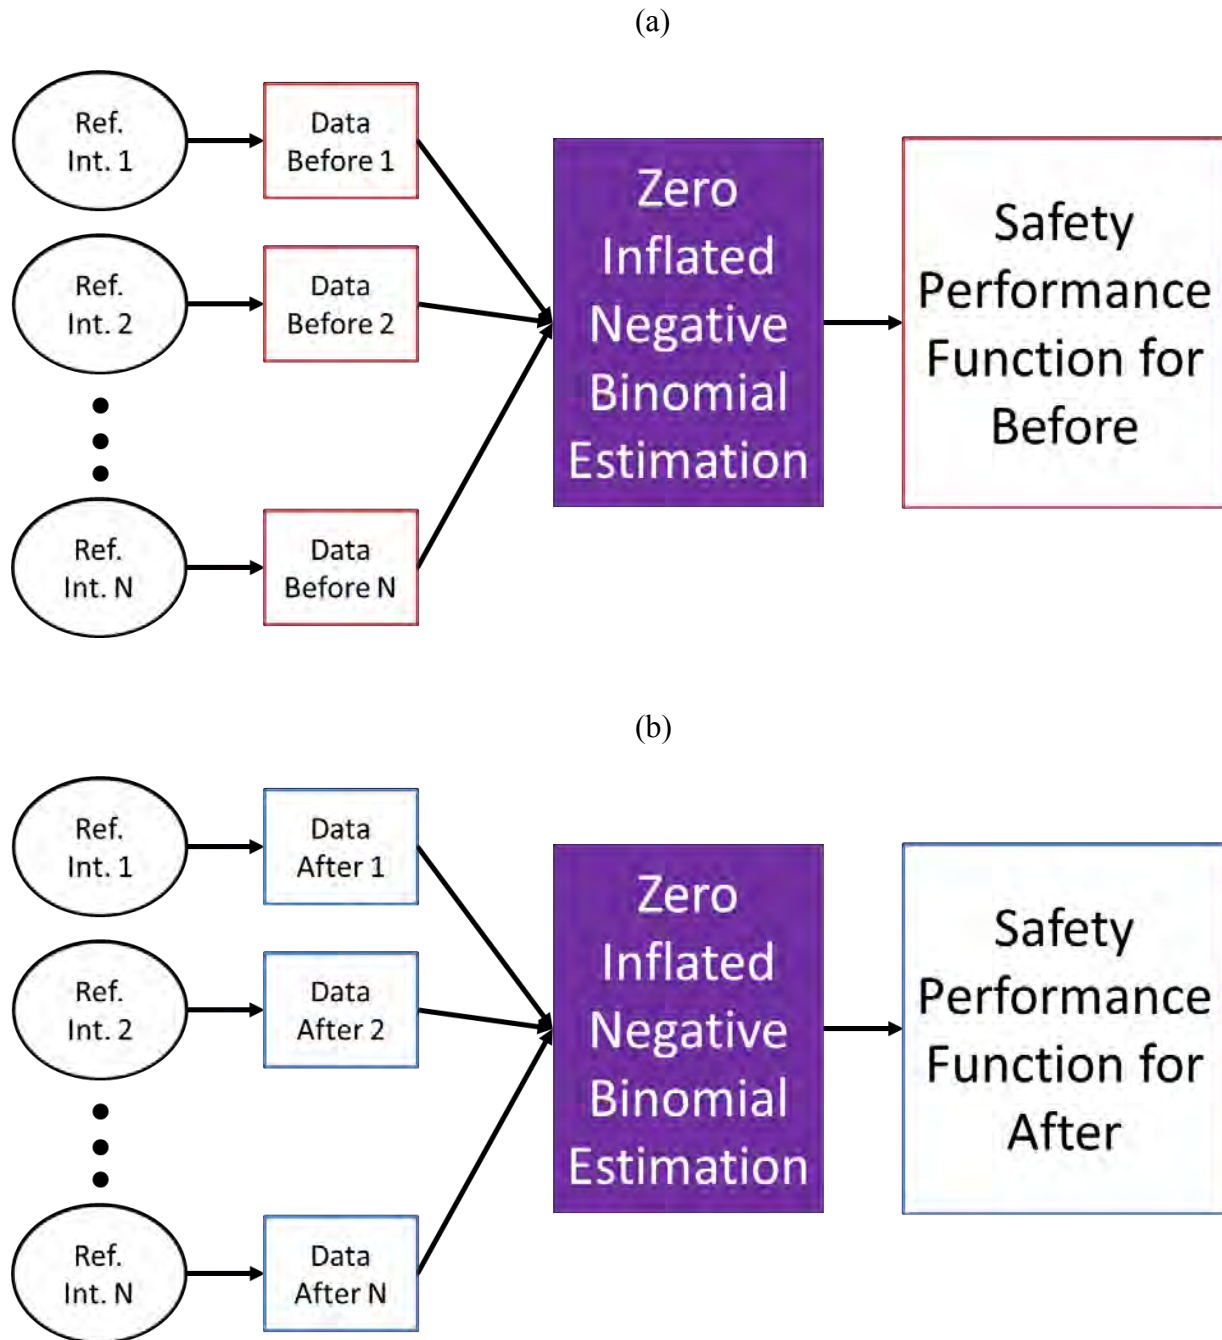 (a)
Ref.
Int. 1
Data
Before 1
Ref.
Int. 2
Data
Before 2
Ref.
Int. N
Data
Before N
Zero
Inflated
Negative
Binomial
Estimation
Safety
Performance
Function for
Before
(b)
Ref.
Int. 1
Data
After 1
Ref.
Int. 2
Data
After 2
Ref.
Int. N
Data
After N
Zero
Inflated
Negative
Binomial
Estimation
Safety
Performance
Function for
After